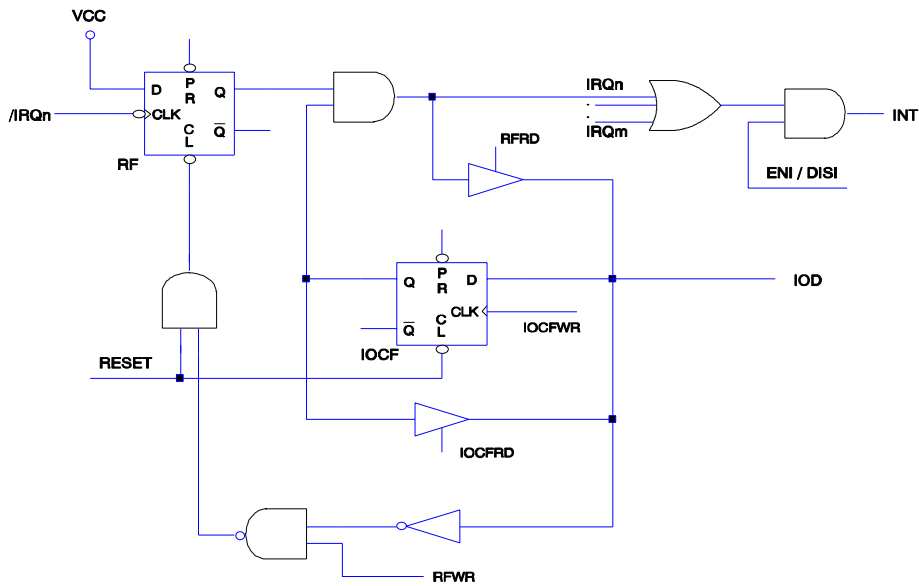 VCC
D
P
R
Q
/IRQn
CLK
C
L
Q
RF
IRQn
:
IRQm
INT
RFRD
ENI / DISI
Q
P
R
D
IOD
CLK
C
L
Q
IOCFWR
IOCF
RESET
IOCFRD
RFWR